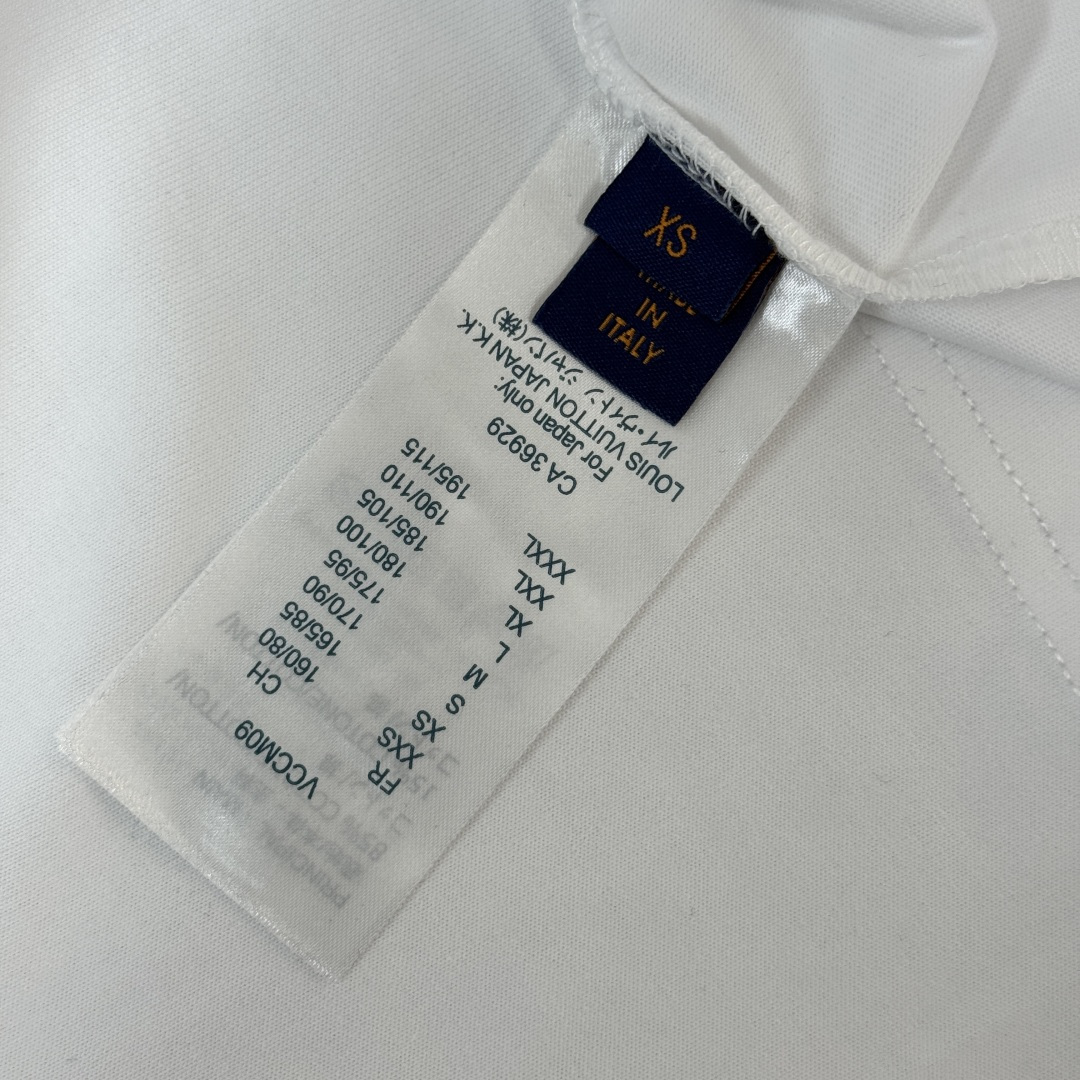 XS
IN
ITALY
VCCM09
FR CH
XXS 160/80
XS 165/85
S 170/90
M 175/95
L 180/100
XL 185/105
XXL 190/110
XXXL 195/115
CA 36929
For Japan only:
LOUIS VUITTON JAPAN K.K.
ルイ・ヴィトン ジャパン(株)